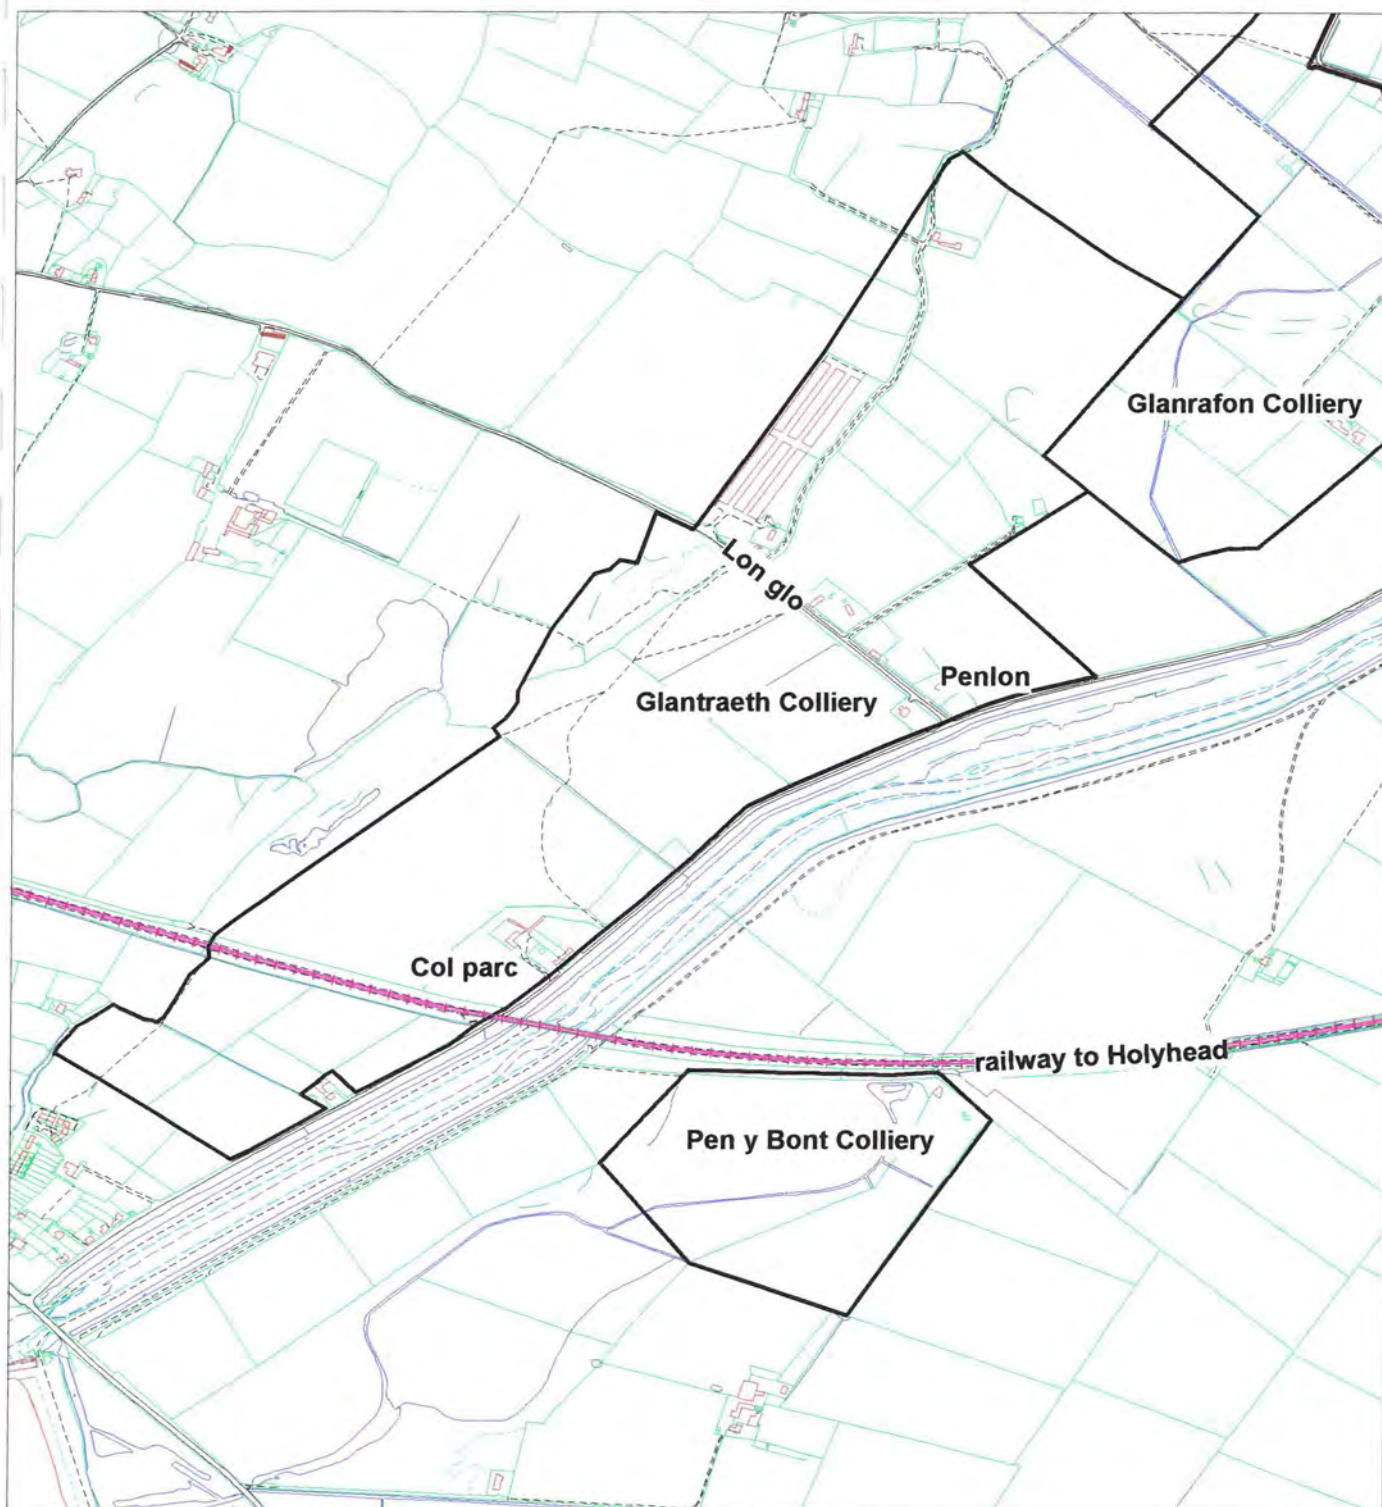 Glanrafon Colliery
Lon glo
Penlon
Glantraeth Colliery
Col parc
railway to Holyhead
Pen y Bont Colliery